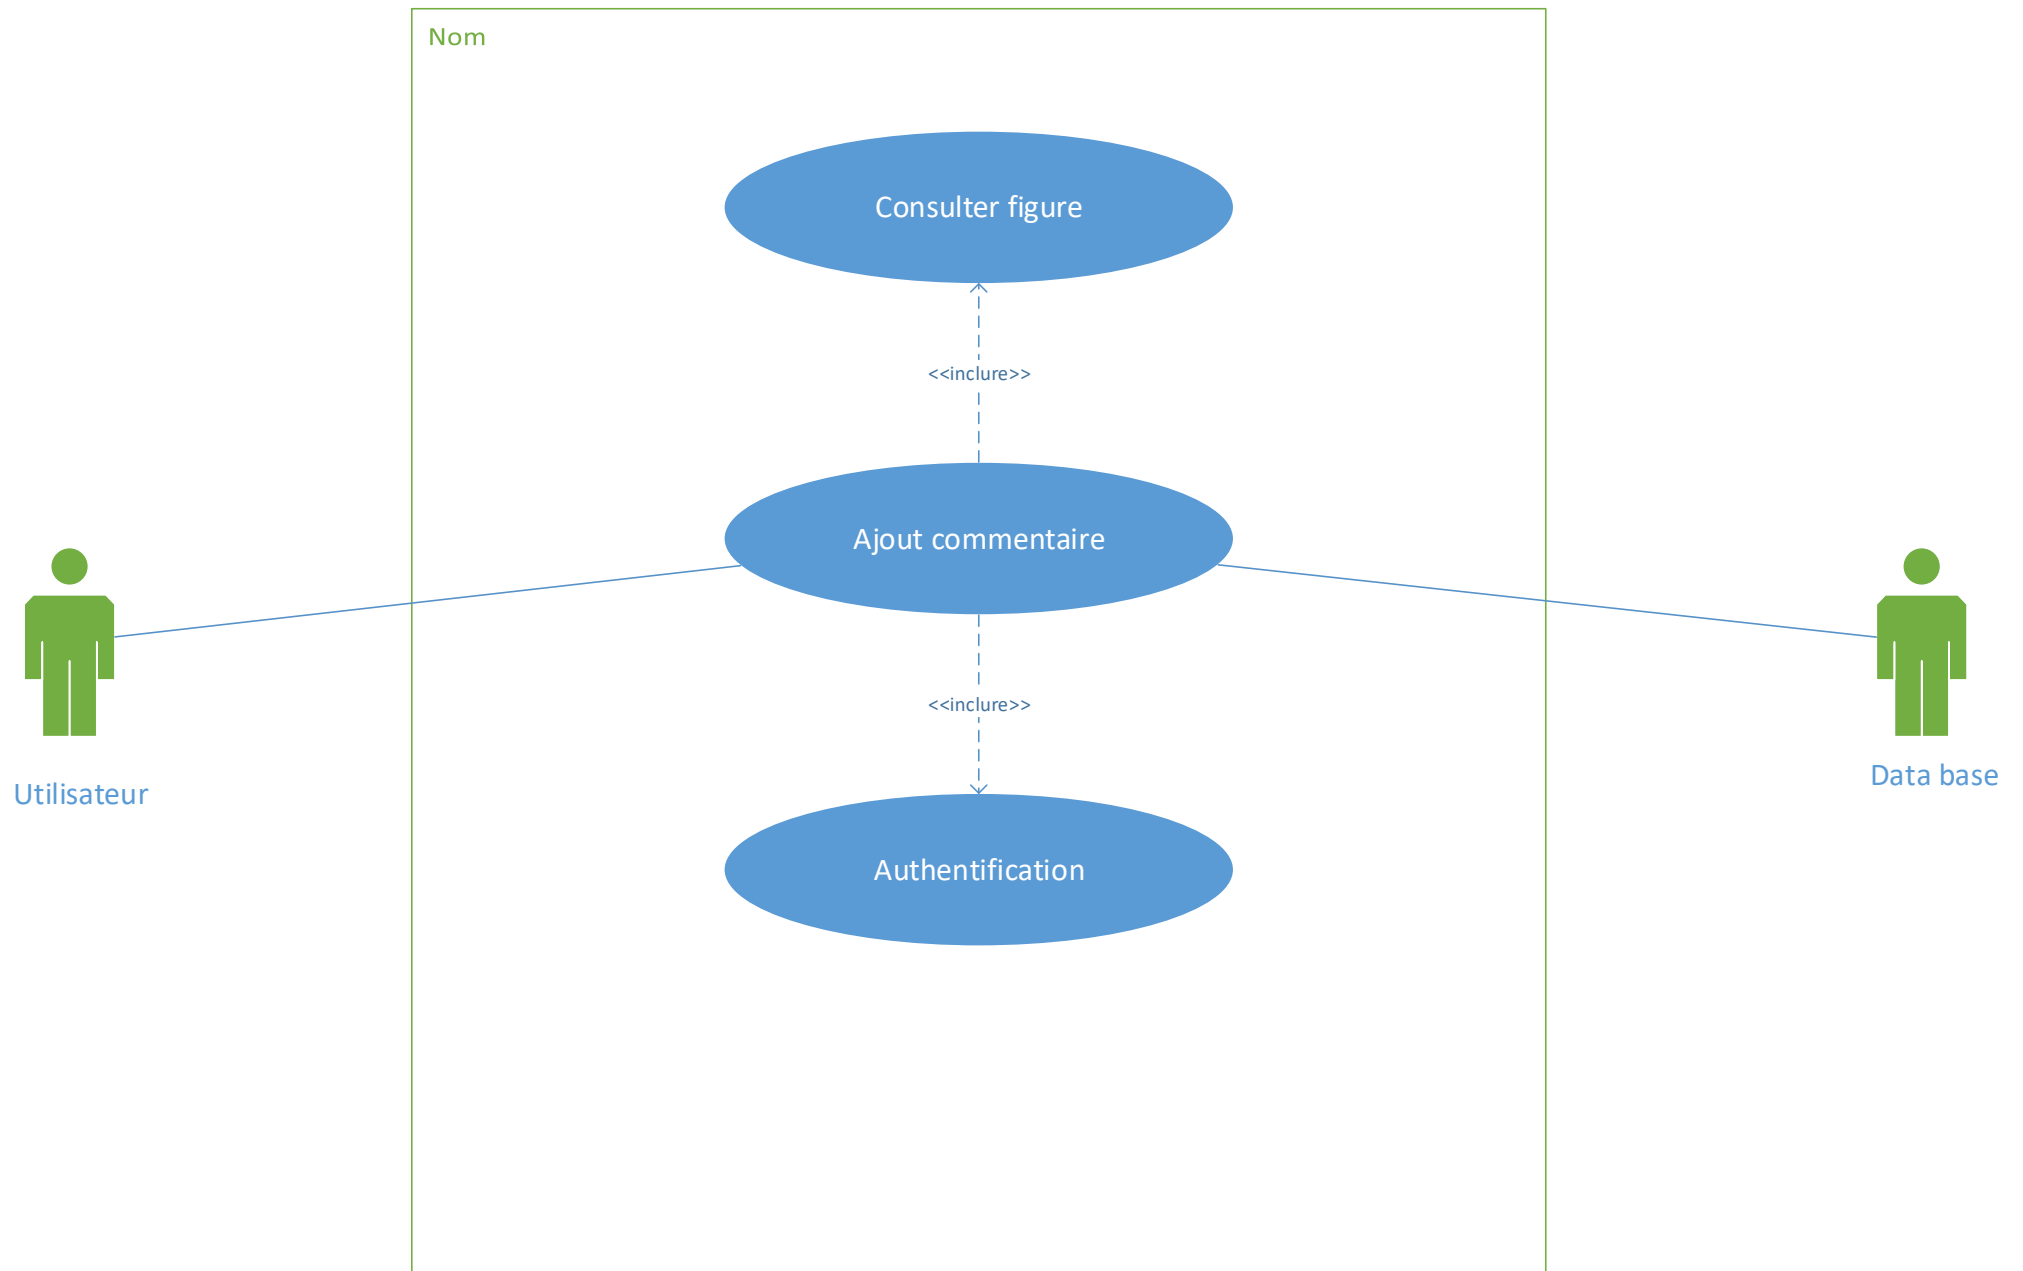 Nom
Consulter figure
<<inclure>>
Ajout commentaire
<<inclure>>
Utilisateur
Data base
Authentification